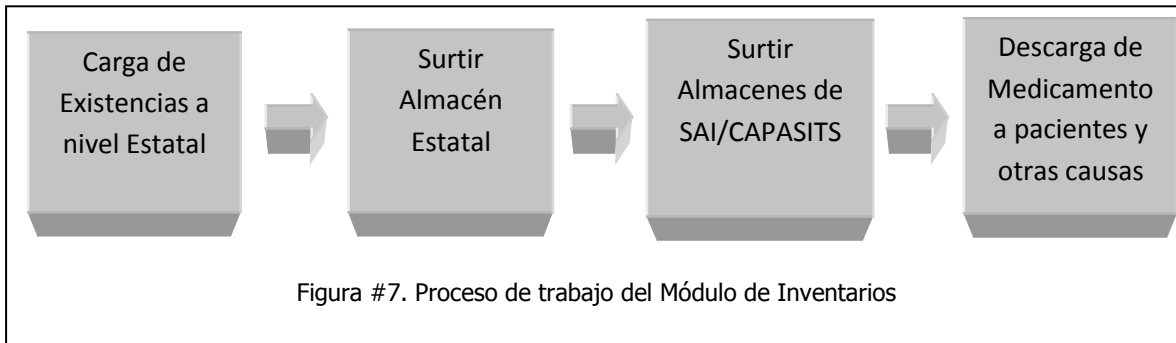 Carga de
Existencias a
nivel Estatal
Surtir
Almacén
Estatal
Surtir
Almacenes de
SAI/CAPASITS
Descarga de
Medicamento
a pacientes y
otras causas
Figura #7. Proceso de trabajo del Módulo de Inventarios